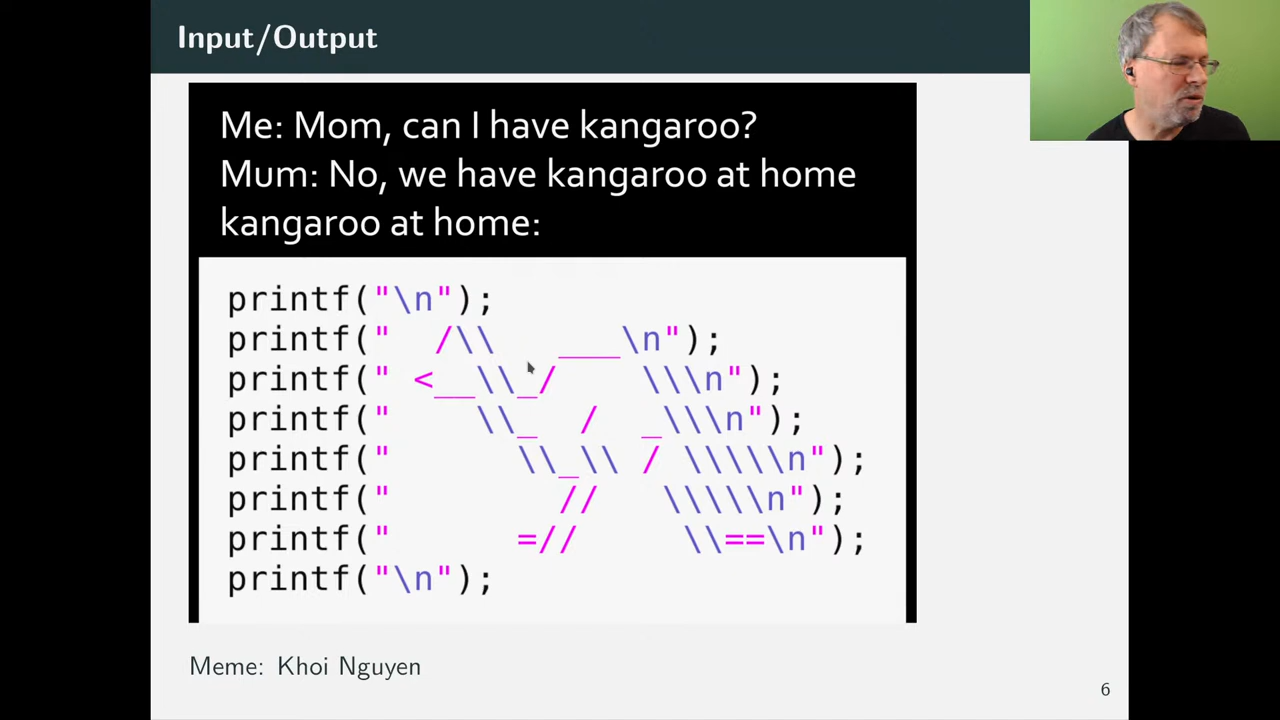 Input/Output
Me: Mom, can I have kangaroo?
Mum: No, we have kangaroo at home
kangaroo at home:
printf("\n");
printf("  /\\   ___\n");
printf(" <__\\_/    \\\n");
printf("    \\_  /  _\\\n");
printf("      \\_\\ / \\\\\n");
printf("        //   \\\\\n");
printf("      =//     \\==\n");
printf("\n");
Meme: Khoi Nguyen
6